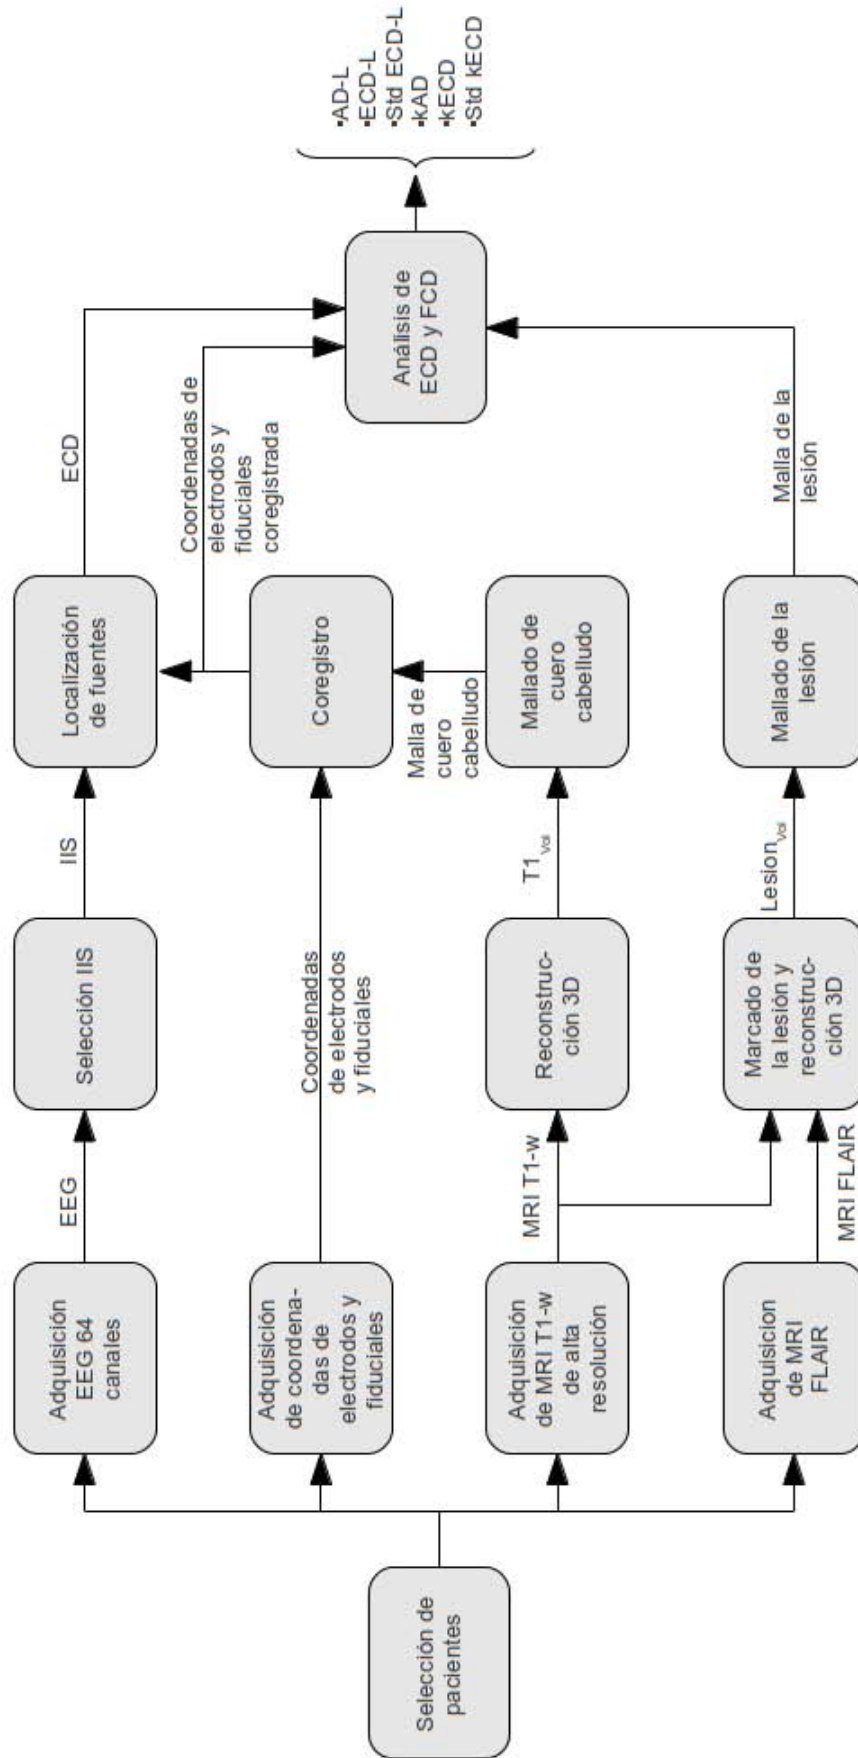 Selección de
pacientes
Adquisición
EEG 64
canales
EEG
Selección IIS
IIS
Localización
de fuentes
ECD
Adquisición
de coordena-
das de
electrodos y
fiduciales
Coordenadas
de electrodos
y fiduciales
Coregistro
Coordenadas de
electrodos y
fiduciales
coregistrada
Adquisición
de MRI T1-w
de alta
resolución
MRI T1-w
Reconstruc-
ción 3D
T1Vol
Mallado de
cuero
cabelludo
Malla de
cuero
cabelludo
Adquisicion
de MRI
FLAIR
MRI FLAIR
Marcado de
la lesión y
reconstruc-
ción 3D
LesionVol
Mallado de la
lesión
Malla de la
lesión
Análisis de
ECD y FCD
▪AD-L
▪ECD-L
▪Std ECD-L
▪kAD
▪kECD
▪Std kECD